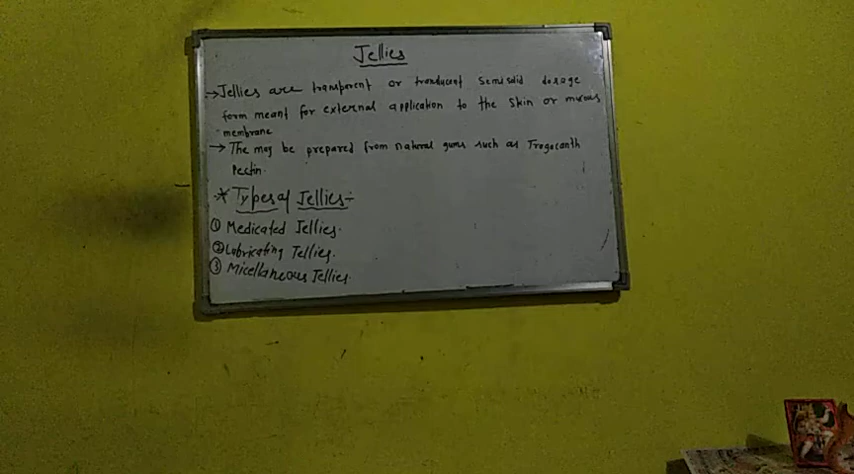 Jellies
→ Jellies are transparent or tranducent semisolid dosage
form meant for external application to the skin or mucous
membrane
→ The may be prepared from natural gums such as Tragacanth
Pectin.
* Types of Jellies:-
① Medicated Jellies.
② Lubricating Jellies.
③ Micellaneous Jellies